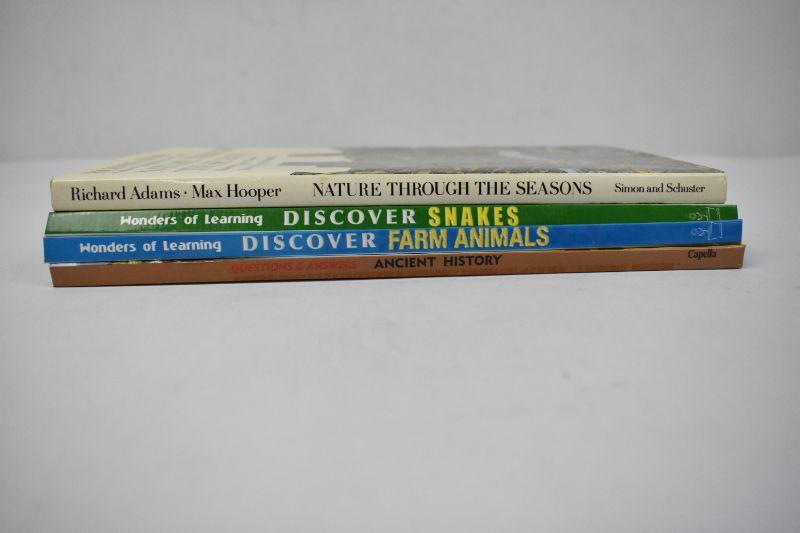 Richard Adams · Max Hooper NATURE THROUGH THE SEASONS Simon and Schuster
Wonders of Learning DISCOVER SNAKES
Wonders of Learning DISCOVER FARM ANIMALS
QUESTIONS & ANSWERS ANCIENT HISTORY Capella